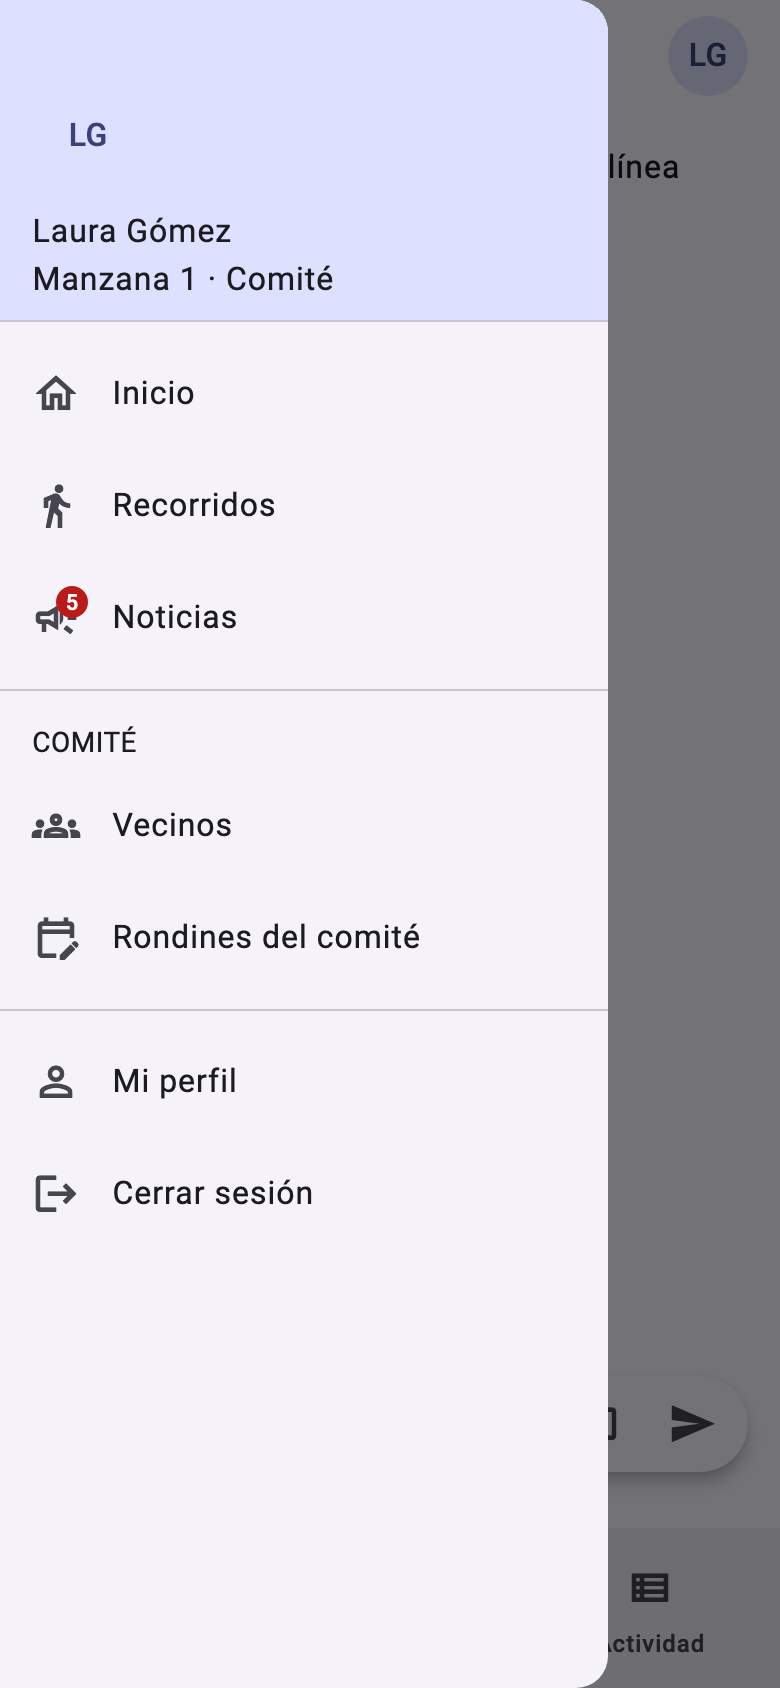 LG
LG
línea
Laura Gómez
Manzana 1 · Comité
Inicio
Recorridos
5
Noticias
COMITÉ
Vecinos
Rondines del comité
Mi perfil
Cerrar sesión